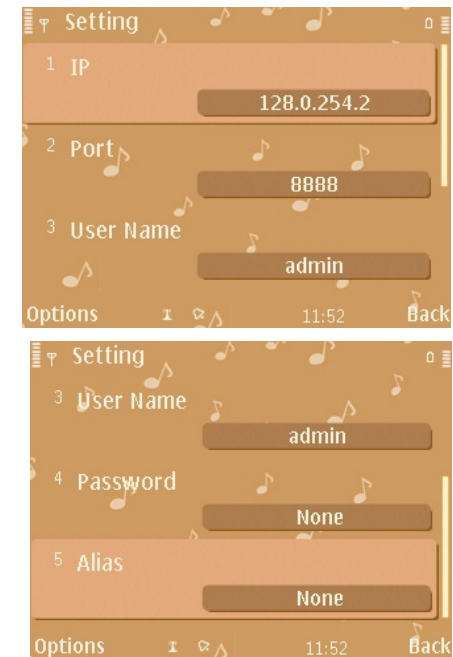 Setting
1 IP
128.0.254.2
2 Port
8888
3 User Name
admin
Options 11:52 Back
Setting
3 User Name
admin
4 Password
None
5 Alias
None
Options 11:52 Back